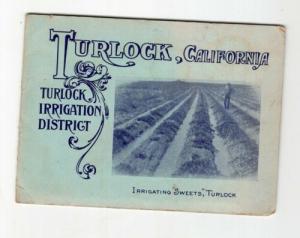 TURLOCK, CALIFORNIA
TURLOCK
IRRIGATION
DISTRICT
IRRIGATING "SWEETS," TURLOCK